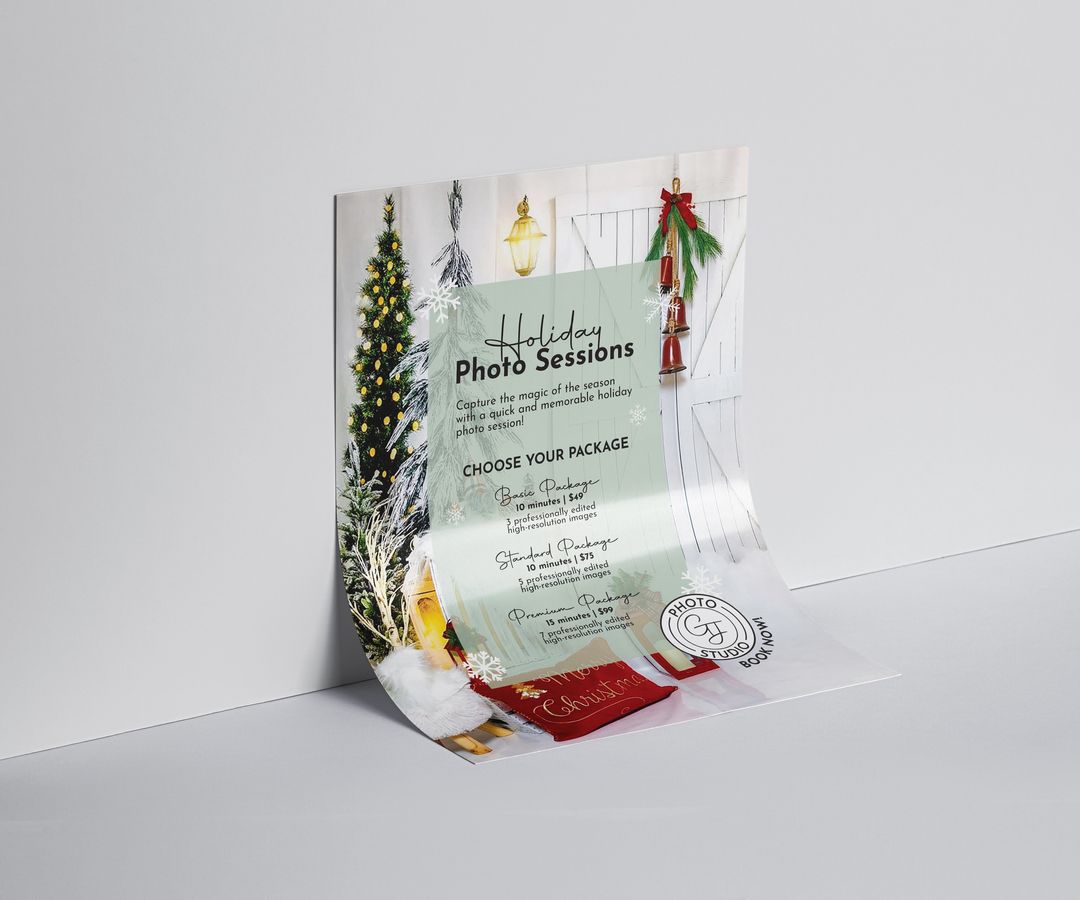 Holiday
Photo Sessions
Capture the magic of the season
with a quick and memorable holiday
photo session!
CHOOSE YOUR PACKAGE
Basic Package
10 minutes | $49
3 professionally edited
high-resolution images
Standard Package
10 minutes | $75
5 professionally edited
high-resolution images
Premium Package
15 minutes | $99
7 professionally edited
high-resolution images
PHOTO
STUDIO
BOOK NOW!
Merry
Christmas